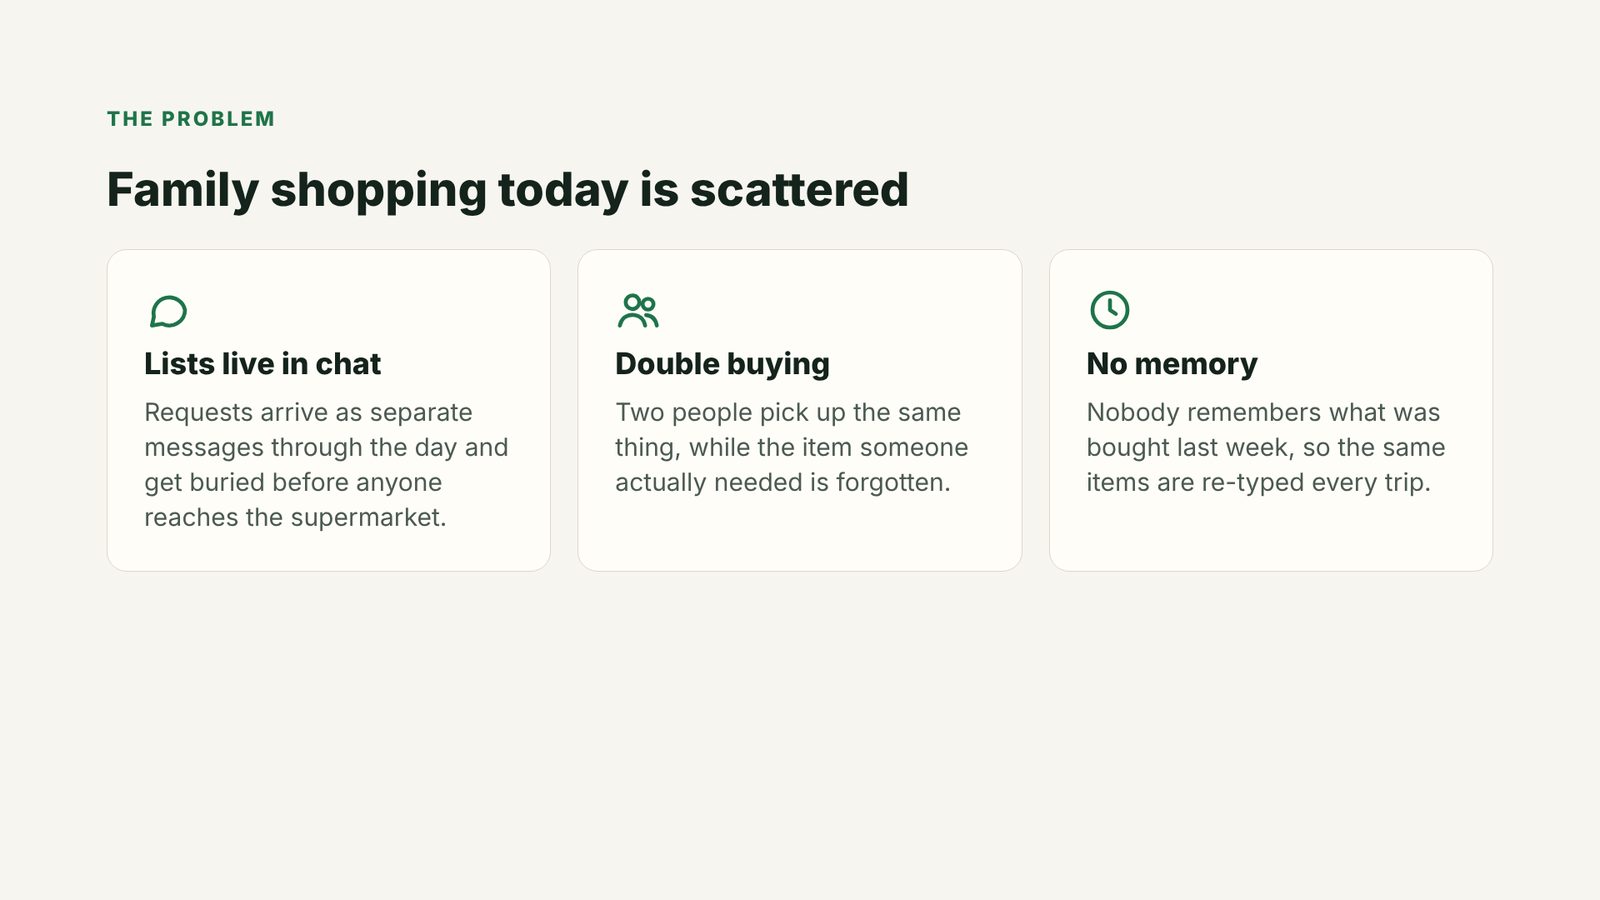 THE PROBLEM
Family shopping today is scattered
Lists live in chat
Requests arrive as separate
messages through the day and
get buried before anyone
reaches the supermarket.
Double buying
Two people pick up the same
thing, while the item someone
actually needed is forgotten.
No memory
Nobody remembers what was
bought last week, so the same
items are re-typed every trip.